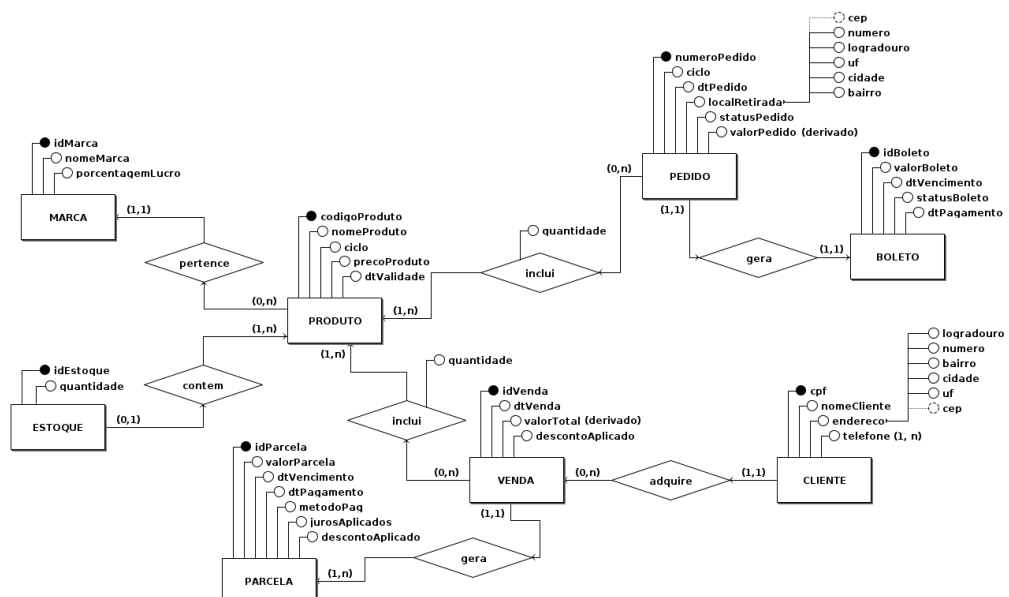 cep
numero
logradouro
uf
cidade
bairro
numeroPedido
ciclo
dtPedido
localRetirada
statusPedido
valorPedido (derivado)
PEDIDO
(0,n)
(1,1)
idBoleto
valorBoleto
dtVencimento
statusBoleto
dtPagamento
BOLETO
(1,1)
gera
idMarca
nomeMarca
porcentagemLucro
MARCA
(1,1)
pertence
(0,n)
codigoProduto
nomeProduto
ciclo
precoProduto
dtValidade
PRODUTO
(1,n)
quantidade
inclui
(1,n)
(1,n)
idEstoque
quantidade
ESTOQUE
(0,1)
contem
quantidade
inclui
(0,n)
idVenda
dtVenda
valorTotal (derivado)
descontoAplicado
VENDA
(0,n)
(1,1)
adquire
(1,1)
cpf
nomeCliente
endereco
telefone (1, n)
CLIENTE
logradouro
numero
bairro
cidade
uf
cep
idParcela
valorParcela
dtVencimento
dtPagamento
metodoPag
jurosAplicados
descontoAplicado
PARCELA
(1,n)
gera